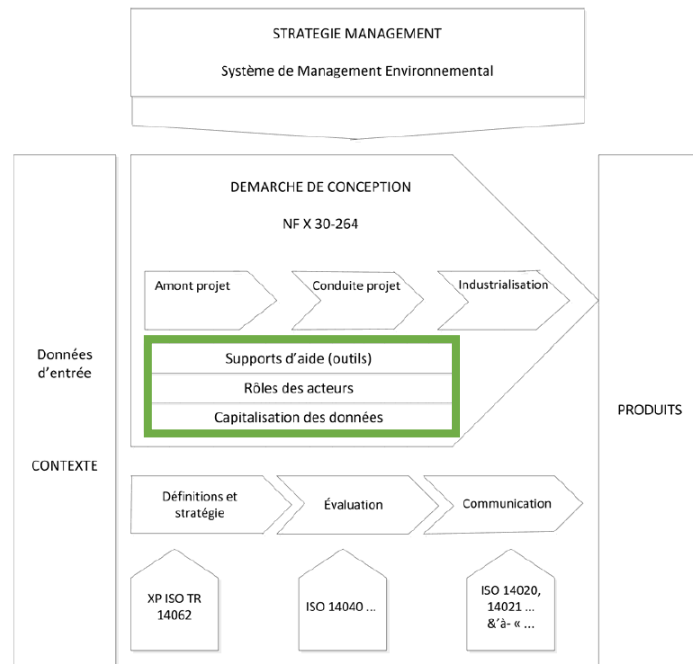 STRATEGIE MANAGEMENT
Système de Management Environnemental
DEMARCHE DE CONCEPTION
NF X 30-264
Amont projet
Conduite projet
Industrialisation
Supports d'aide (outils)
Rôles des acteurs
Capitalisation des données
Données
d'entrée
CONTEXTE
PRODUITS
Définitions et
stratégie
Évaluation
Communication
XP ISO TR
14062
ISO 14040 ...
ISO 14020,
14021 ...
&´à- « ...